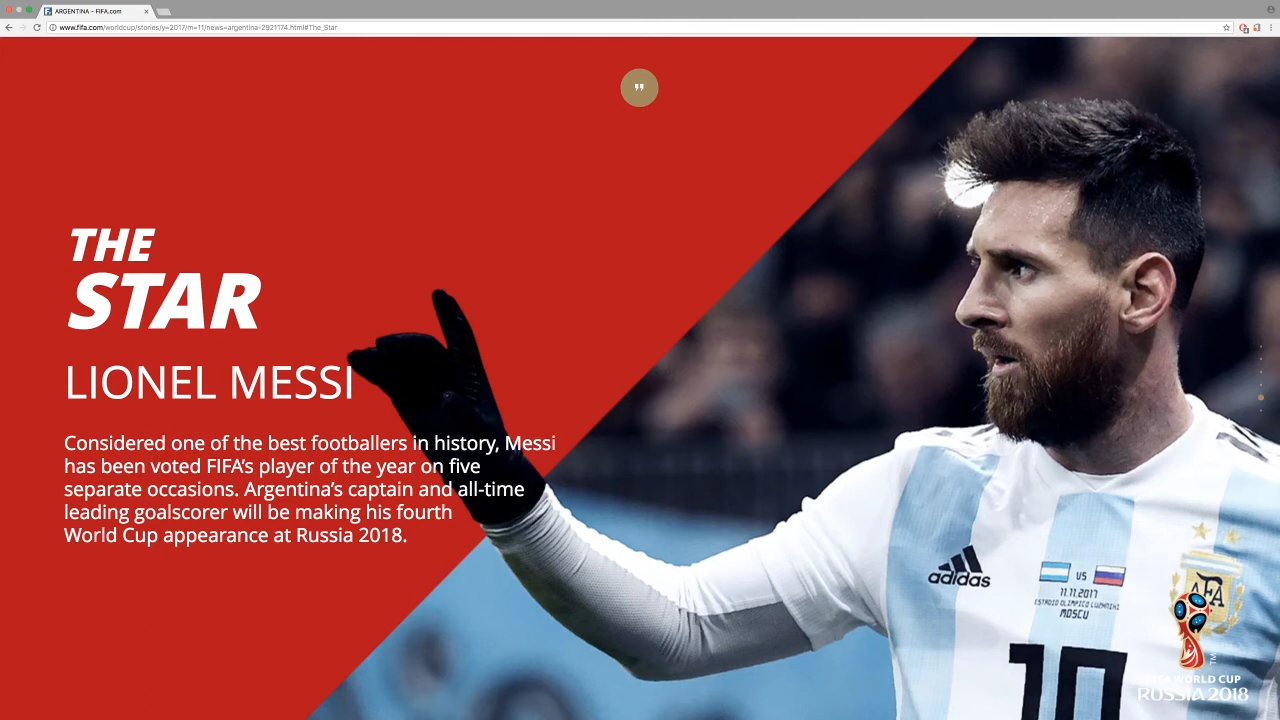 ARGENTINA - FIFA.com
www.fifa.com/worldcup/stories/y=2017/m=11/news=argentina-2921174.html#The_Star
THE
STAR
LIONEL MESSI
Considered one of the best footballers in history, Messi
has been voted FIFA’s player of the year on five
separate occasions. Argentina’s captain and all-time
leading goalscorer will be making his fourth
World Cup appearance at Russia 2018.
adidas
VS
11.11.2017
ESTADIO OLIMPICO LUZHNIKI
MOSCU
AFA
10
TM
FIFA WORLD CUP
RUSSIA 2018